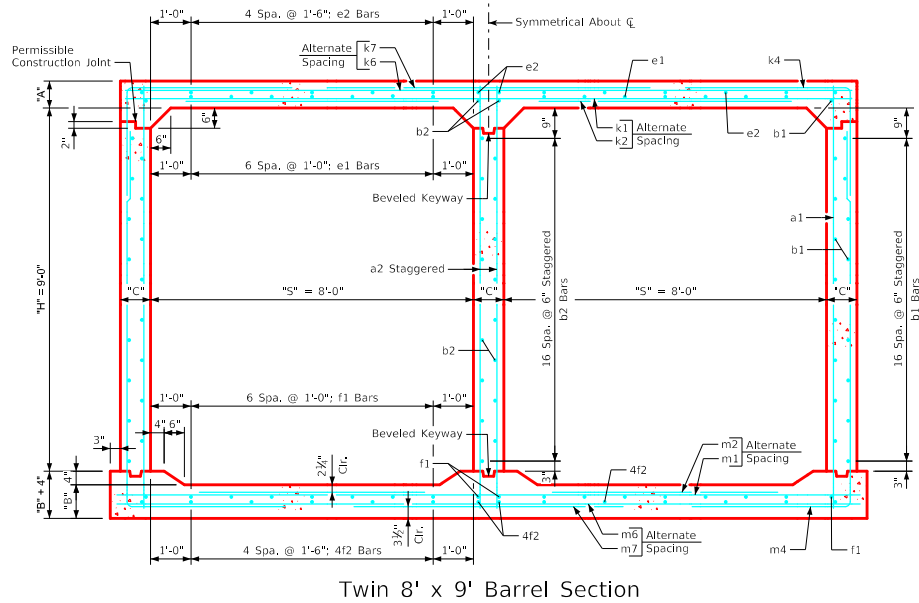 1'-0"
4 Spa. @ 1'-6"; e2 Bars
1'-0"
Symmetrical About ℄
Permissible
Construction Joint
Alternate
Spacing
k7
k6
e2
e1
k4
"A"
6"
2"
6"
b2
k1
k2
Alternate
Spacing
e2
b1
9"
9"
1'-0"
6 Spa. @ 1'-0"; e1 Bars
1'-0"
Beveled Keyway
a1
b1
"H" = 9'-0"
a2 Staggered
16 Spa. @ 6" Staggered
b2 Bars
16 Spa. @ 6" Staggered
b1 Bars
"C"
"S" = 8'-0"
"C"
"S" = 8'-0"
"C"
b2
1'-0"
6 Spa. @ 1'-0"; f1 Bars
1'-0"
3"
4"
6"
Beveled Keyway
m2
m1
Alternate
Spacing
"B" + 4"
"B"
4"
2¼"
Clr.
f1
4f2
3"
3"
3½"
Clr.
4f2
m6
m7
Alternate
Spacing
m4
f1
1'-0"
4 Spa. @ 1'-6"; 4f2 Bars
1'-0"
Twin 8' x 9' Barrel Section